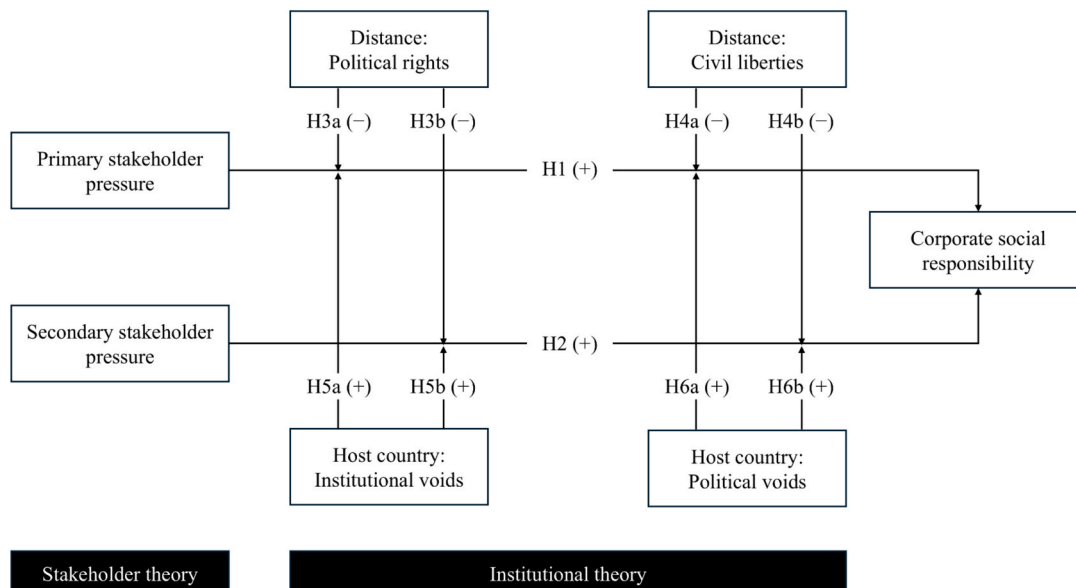 Distance:
Political rights
Distance:
Civil liberties
H3a (−)
H3b (−)
H4a (−)
H4b (−)
Primary stakeholder
pressure
H1 (+)
Corporate social
responsibility
Secondary stakeholder
pressure
H2 (+)
H5a (+)
H5b (+)
H6a (+)
H6b (+)
Host country:
Institutional voids
Host country:
Political voids
Stakeholder theory
Institutional theory